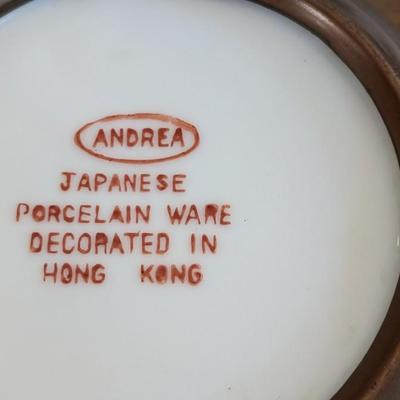 ANDREA
JAPANESE
PORCELAIN WARE
DECORATED IN
HONG KONG